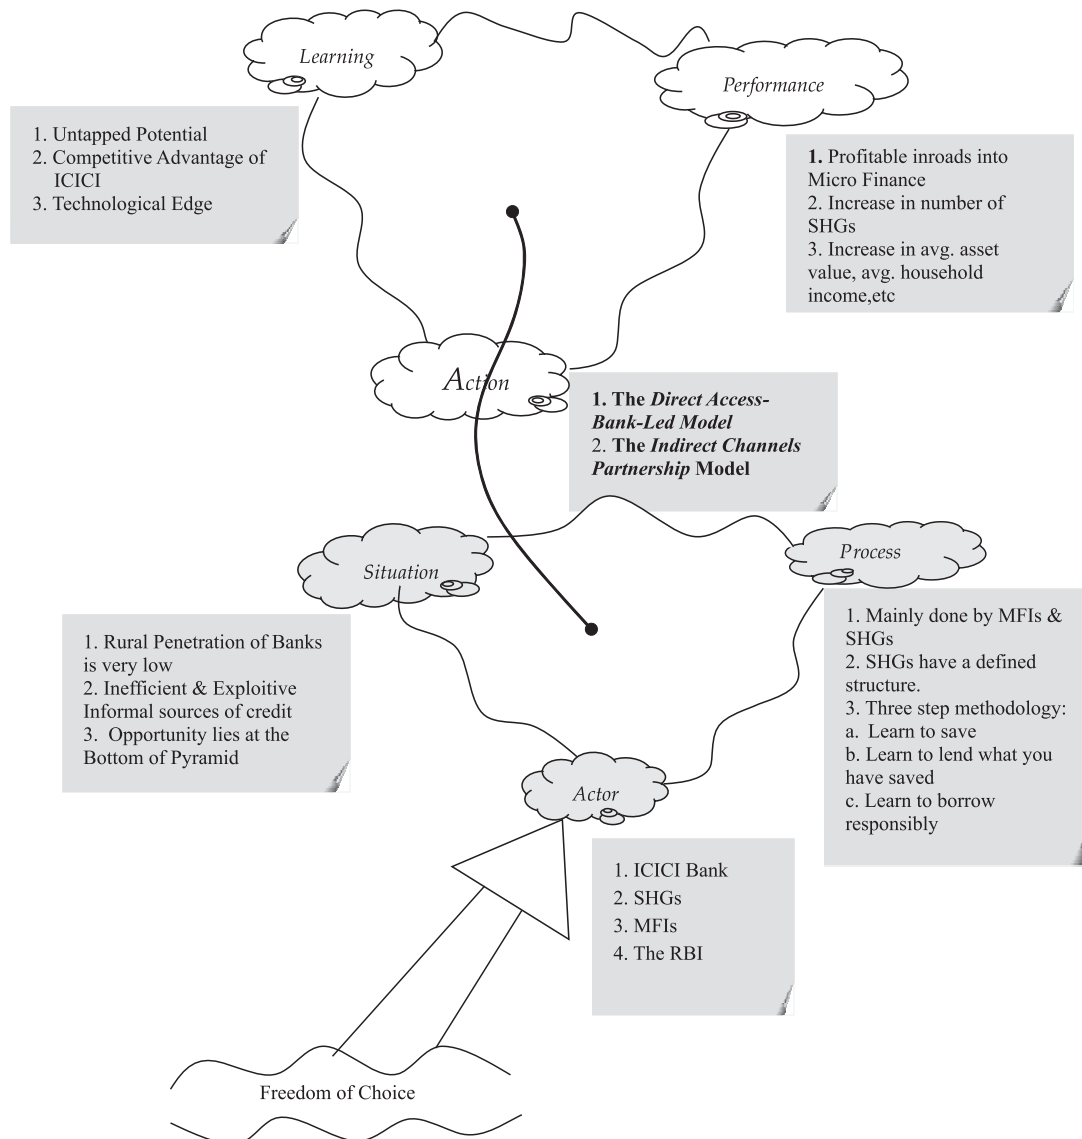 Learning
Performance
1. Untapped Potential
2. Competitive Advantage of
ICICI
3. Technological Edge
1. Profitable inroads into
Micro Finance
2. Increase in number of
SHGs
3. Increase in avg. asset
value, avg. household
income,etc
Action
1. The Direct Access-
Bank-Led Model
2. The Indirect Channels
Partnership Model
Situation
Process
1. Rural Penetration of Banks
is very low
2. Inefficient & Exploitive
Informal sources of credit
3. Opportunity lies at the
Bottom of Pyramid
1. Mainly done by MFIs &
SHGs
2. SHGs have a defined
structure.
3. Three step methodology:
a. Learn to save
b. Learn to lend what you
have saved
c. Learn to borrow
responsibly
Actor
1. ICICI Bank
2. SHGs
3. MFIs
4. The RBI
Freedom of Choice